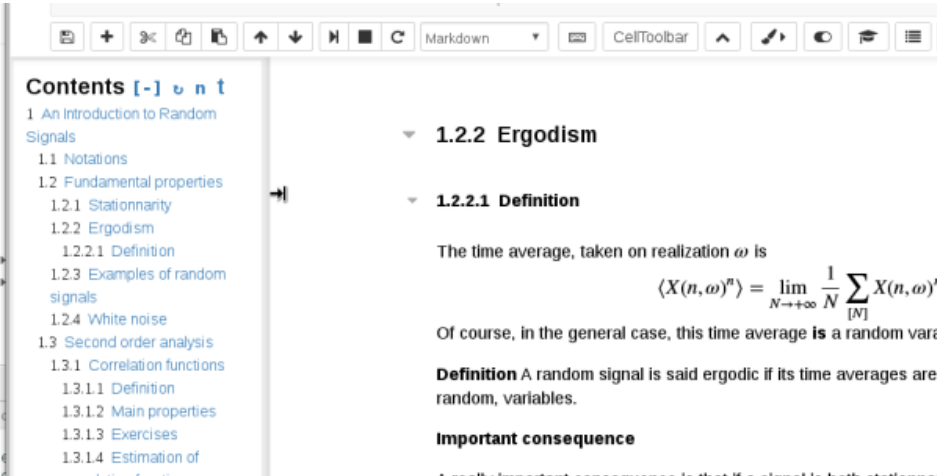 Markdown
CellToolbar
Contents [-] ↻ n t
1 An Introduction to Random
Signals
1.1 Notations
1.2 Fundamental properties
1.2.1 Stationnarity
1.2.2 Ergodism
1.2.2.1 Definition
1.2.3 Examples of random
signals
1.2.4 White noise
1.3 Second order analysis
1.3.1 Correlation functions
1.3.1.1 Definition
1.3.1.2 Main properties
1.3.1.3 Exercises
1.3.1.4 Estimation of
1.2.2 Ergodism
1.2.2.1 Definition
The time average, taken on realization ω is
⟨X(n, ω)ⁿ⟩ = lim N→+∞ 1/N ∑ [N] X(n, ω)ⁿ
Of course, in the general case, this time average is a random vara
Definition A random signal is said ergodic if its time averages are
random, variables.
Important consequence